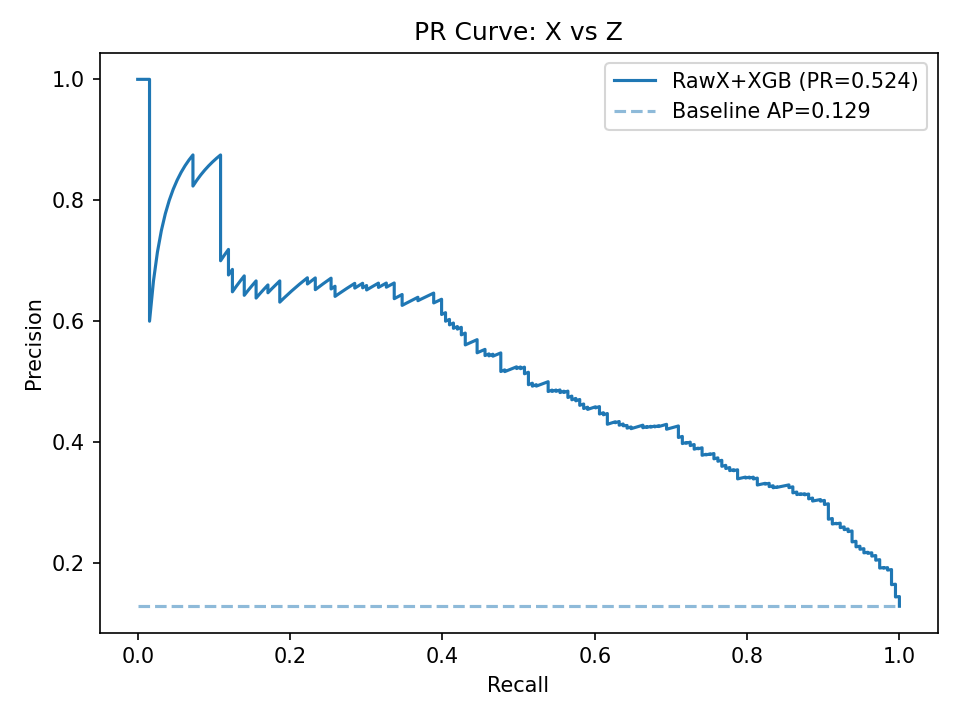 PR Curve: X vs Z
RawX+XGB (PR=0.524)
Baseline AP=0.129
Precision
1.0
0.8
0.6
0.4
0.2
0.0 0.2 0.4 0.6 0.8 1.0
Recall